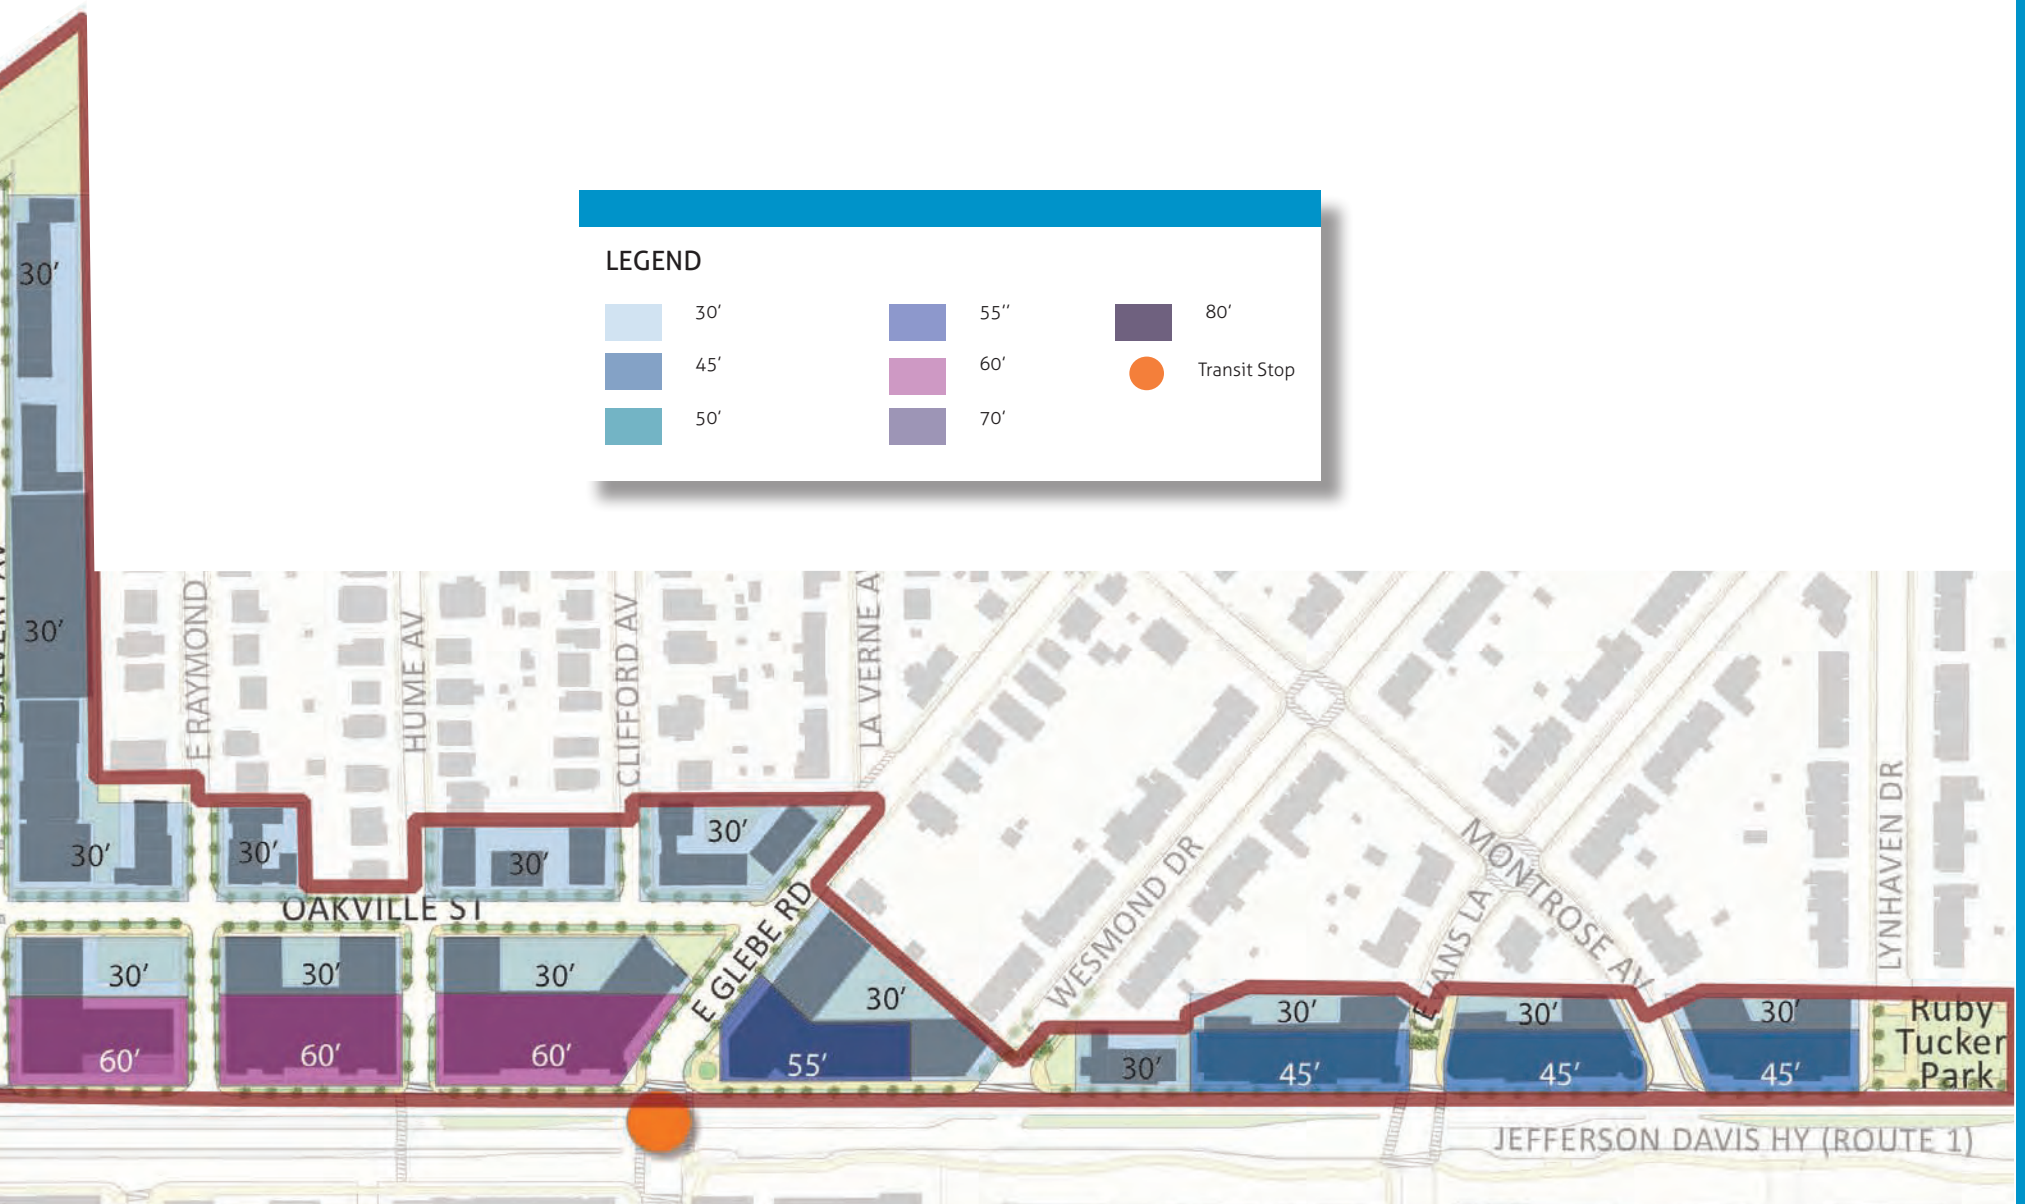 LEGEND
30′
55′′
80′
45′
60′
Transit Stop
50′
70′
30′
30′
E RAYMOND
HUME AV
CLIFFORD AV
LA VERNE A
30′
30′
30′
30′
OAKVILLE ST
E GLEBE RD
WESMOND DR
EVANS LA
MONTROSE AV
LYNHAVEN DR
30′
30′
30′
30′
30′
30′
30′
30′
60′
60′
60′
55′
45′
45′
45′
Ruby
Tucker
Park
JEFFERSON DAVIS HY (ROUTE 1)